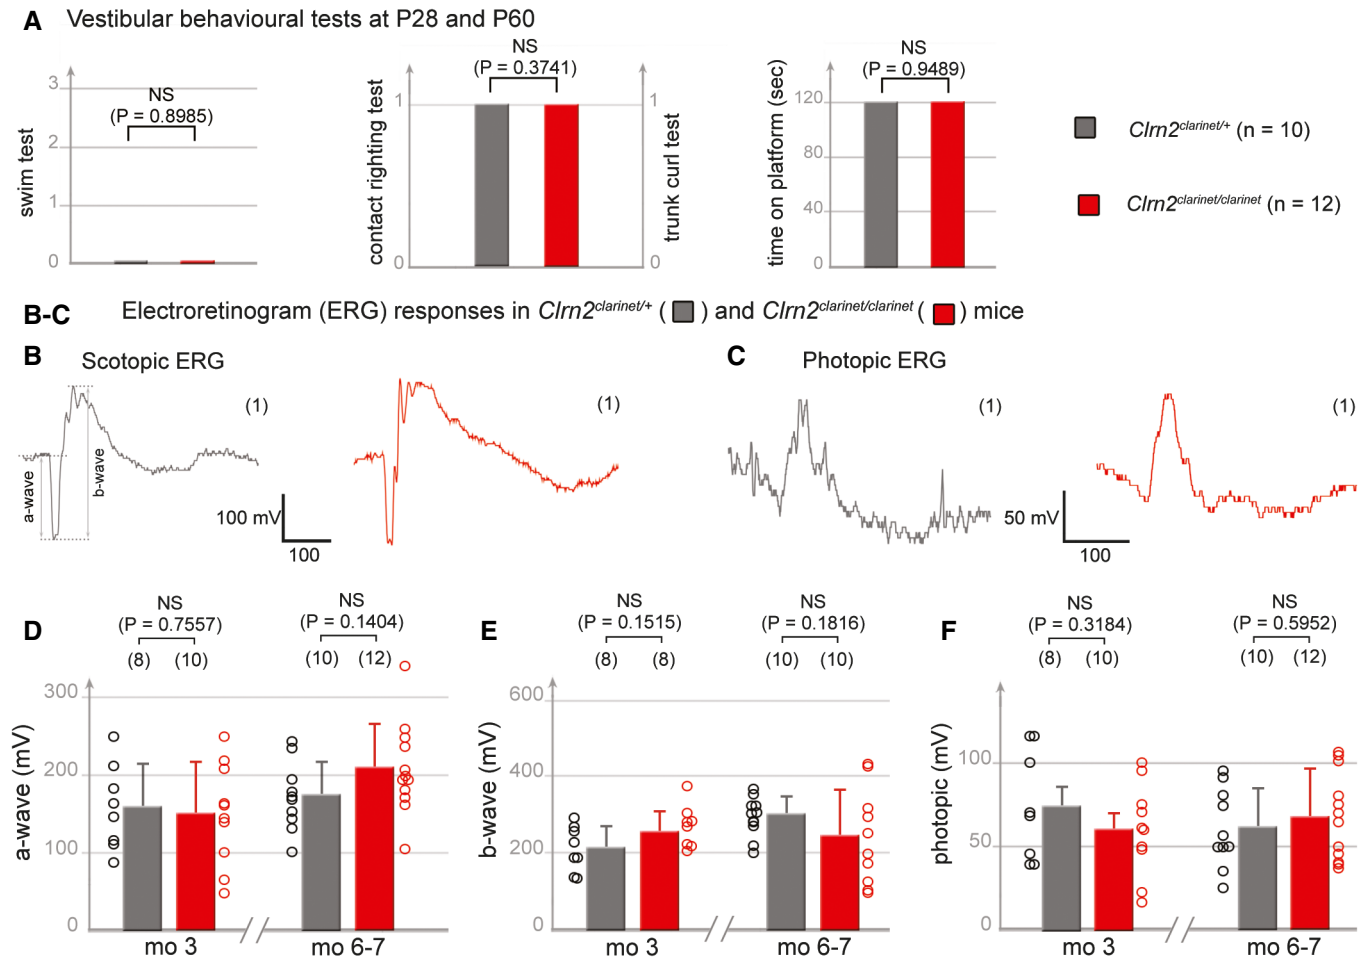 A Vestibular behavioural tests at P28 and P60
swim test
3
2
1
0
NS
(P = 0.8985)
contact righting test
1
0
NS
(P = 0.3741)
trunk curl test
1
0
time on platform (sec)
120
80
40
0
NS
(P = 0.9489)
Clrn2clarinet/+ (n = 10)
Clrn2clarinet/clarinet (n = 12)
B-C Electroretinogram (ERG) responses in Clrn2clarinet/+ ( ) and Clrn2clarinet/clarinet ( ) mice
B Scotopic ERG
a-wave
b-wave
(1)
(1)
100 mV
100
C Photopic ERG
(1)
(1)
50 mV
100
D
a-wave (mV)
300
200
100
0
NS
(P = 0.7557)
(8) (10)
NS
(P = 0.1404)
(10) (12)
mo 3 mo 6-7
E
b-wave (mV)
600
400
200
0
NS
(P = 0.1515)
(8) (8)
NS
(P = 0.1816)
(10) (10)
mo 3 mo 6-7
F
photopic (mV)
100
50
0
NS
(P = 0.3184)
(8) (10)
NS
(P = 0.5952)
(10) (12)
mo 3 mo 6-7